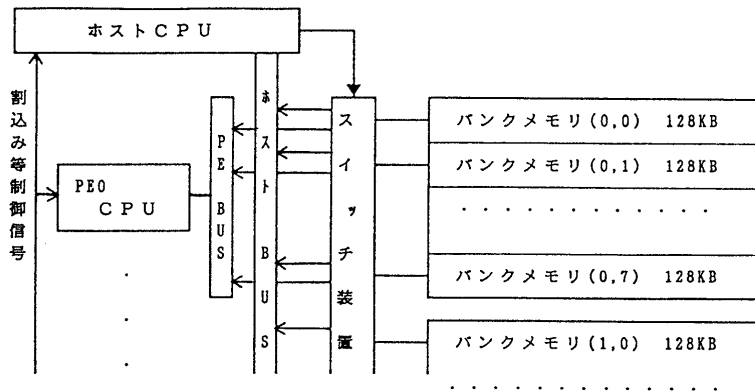 ホストCPU
割込み等制御信号
ホストBUS
PE BUS
スイッチ装置
PE0
CPU
バンクメモリ(0,0) 128KB
バンクメモリ(0,1) 128KB
. . . . . . . . . . . . .
バンクメモリ(0,7) 128KB
バンクメモリ(1,0) 128KB
. . . . . . . . . . . . .